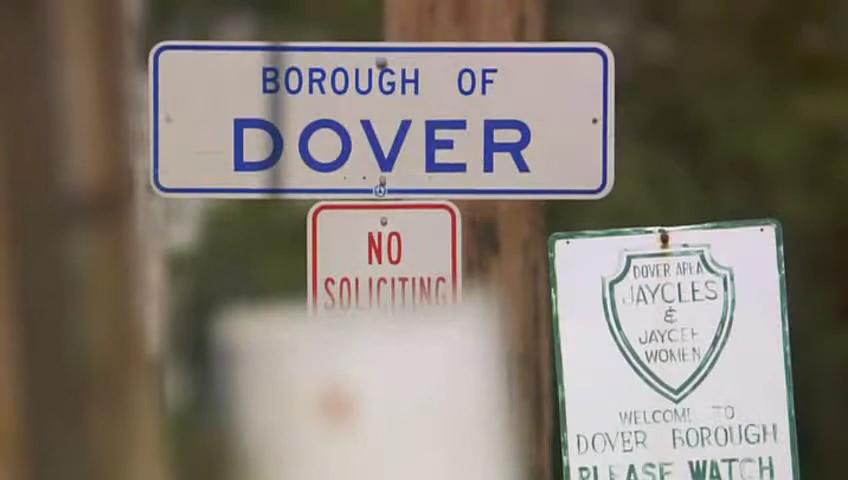 BOROUGH OF
DOVER
NO
SOLICITING
DOVER AREA
JAYCEES
&
JAYCEE
WOMEN
WELCOME TO
DOVER BOROUGH
PLEASE WATCH